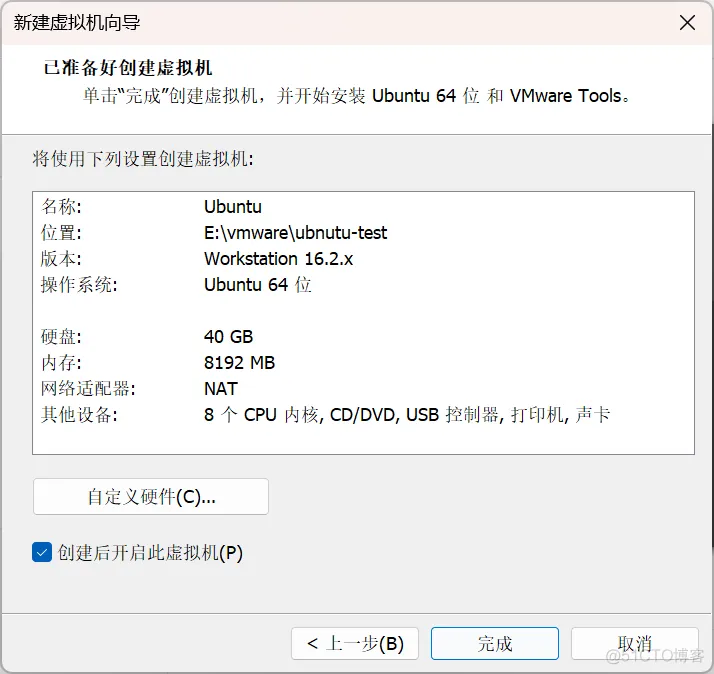 新建虚拟机向导
已准备好创建虚拟机
单击“完成”创建虚拟机，并开始安装 Ubuntu 64 位 和 VMware Tools。
将使用下列设置创建虚拟机:
名称: Ubuntu
位置: E:\vmware\ubnutu-test
版本: Workstation 16.2.x
操作系统: Ubuntu 64 位
硬盘: 40 GB
内存: 8192 MB
网络适配器: NAT
其他设备: 8 个 CPU 内核, CD/DVD, USB 控制器, 打印机, 声卡
自定义硬件(C)...
创建后开启此虚拟机(P)
< 上一步(B) 完成 取消
@51CTO博客